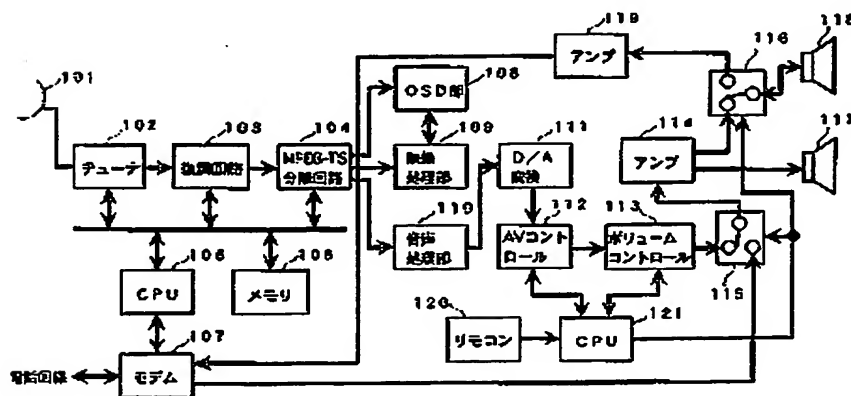 101
102
チューナ
103
復調回路
104
MPEG-TS
分離回路
OSD部
109
映像
処理部
110
音声
処理部
111
D/A
変換
112
AVコント
ロール
113
ボリューム
コントロール
114
アンプ
115
116
117
118
119
アンプ
120
リモコン
121
CPU
CPU
メモリ
107
モデム
電話回線